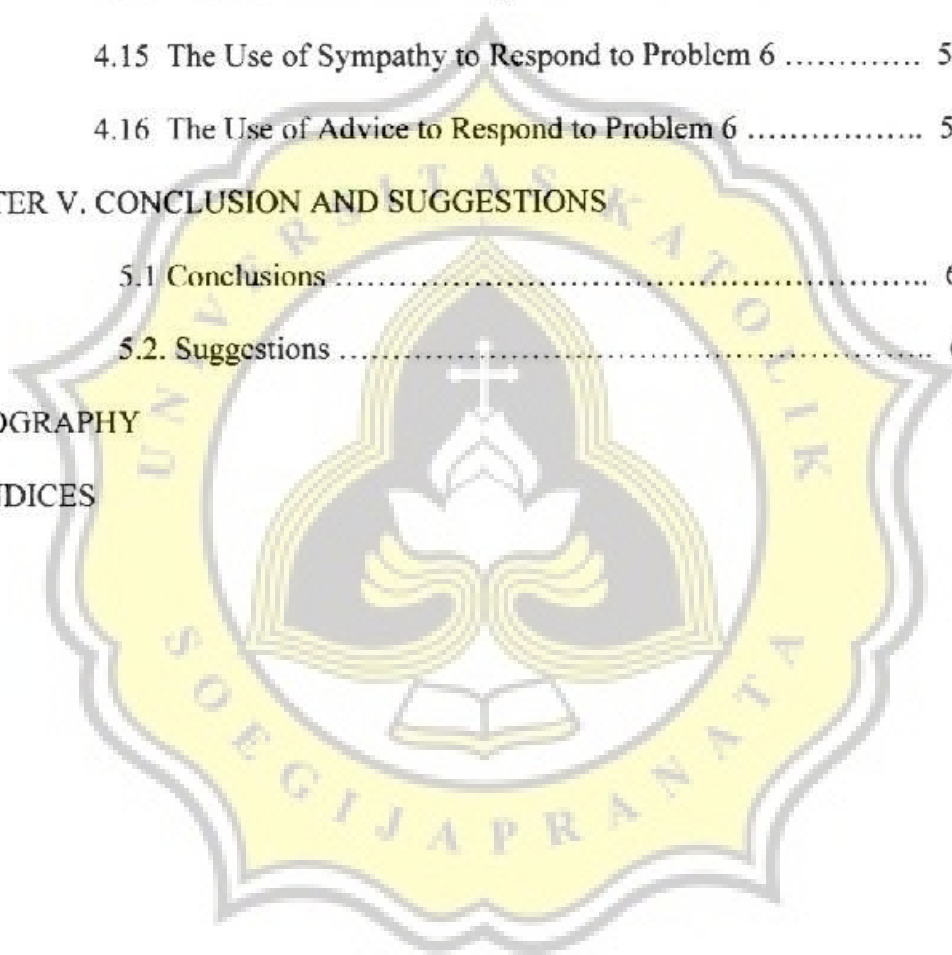 4.15 The Use of Sympathy to Respond to Problem 6 ............. 5
4.16 The Use of Advice to Respond to Problem 6 ................. 5
TER V. CONCLUSION AND SUGGESTIONS
5.1 Conclusions ........................................................... 6
5.2. Suggestions ..........................................................
OGRAPHY
NDICES
UNIVERSITAS KATOLIK
SOEGIJAPRANATA